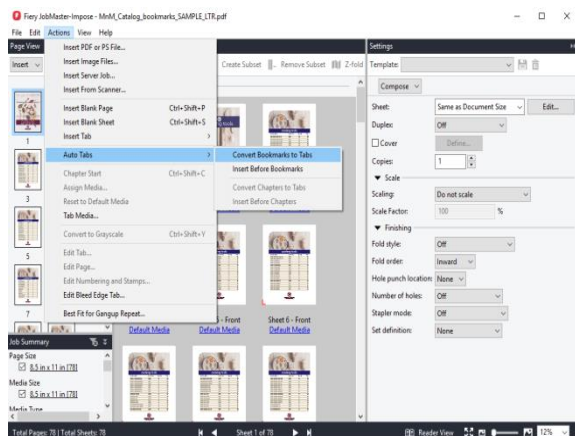 Fiery JobMaster-Impose - MnM_Catalog_bookmarks_SAMPLE_LTR.pdf
File Edit Actions View Help
Page View
Settings
Insert
Create Subset Remove Subset Z-fold
Template:
Insert PDF or PS File...
Insert Image Files...
Insert Server Job...
Insert From Scanner...
Insert Blank Page Ctrl+Shift+P
Insert Blank Sheet Ctrl+Shift+S
Insert Tab
Auto Tabs
Chapter Start Ctrl+Shift+C
Assign Media...
Reset to Default Media
Tab Media...
Convert to Grayscale Ctrl+Shift+Y
Edit Tab...
Edit Page...
Edit Numbering and Stamps...
Edit Bleed Edge Tab...
Best Fit for Gangup Repeat...
Convert Bookmarks to Tabs
Insert Before Bookmarks
Convert Chapters to Tabs
Insert Before Chapters
1
3
5
7
- Front
Sheet 6 - Front
Default Media
Default Media
Default Media
Compose
Sheet: Same as Document Size Edit...
Duplex: Off
Cover Define...
Copies: 1
Scale
Scaling: Do not scale
Scale Factor: 100 %
Finishing
Fold style: Off
Fold order: Inward
Hole punch location: None
Number of holes: Off
Stapler mode: Off
Set definition: None
Job Summary
Page Size
8.5 in x 11 in [78]
Media Size
8.5 in x 11 in [78]
Media Type
Total Pages: 78 | Total Sheets: 78
Sheet 1 of 78
Reader View
12%